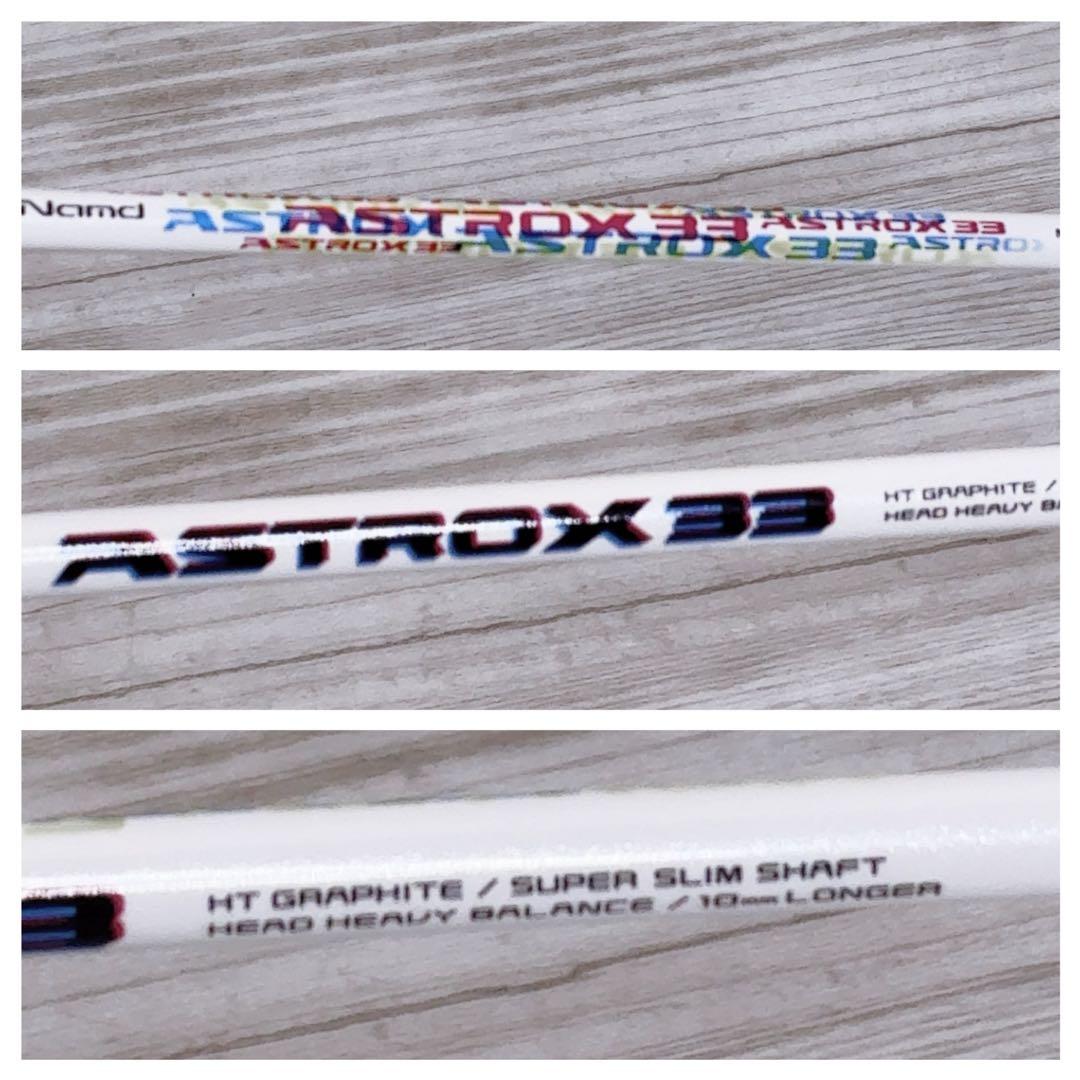 Namd
ASTROX ASTROX 33 ASTROX 33
ASTROX 33 ASTROX 33 ASTRO
ASTROX 33
HT GRAPHITE /
HEAD HEAVY BA
HT GRAPHITE / SUPER SLIM SHAFT
HEAD HEAVY BALANCE / 10mm LONGER